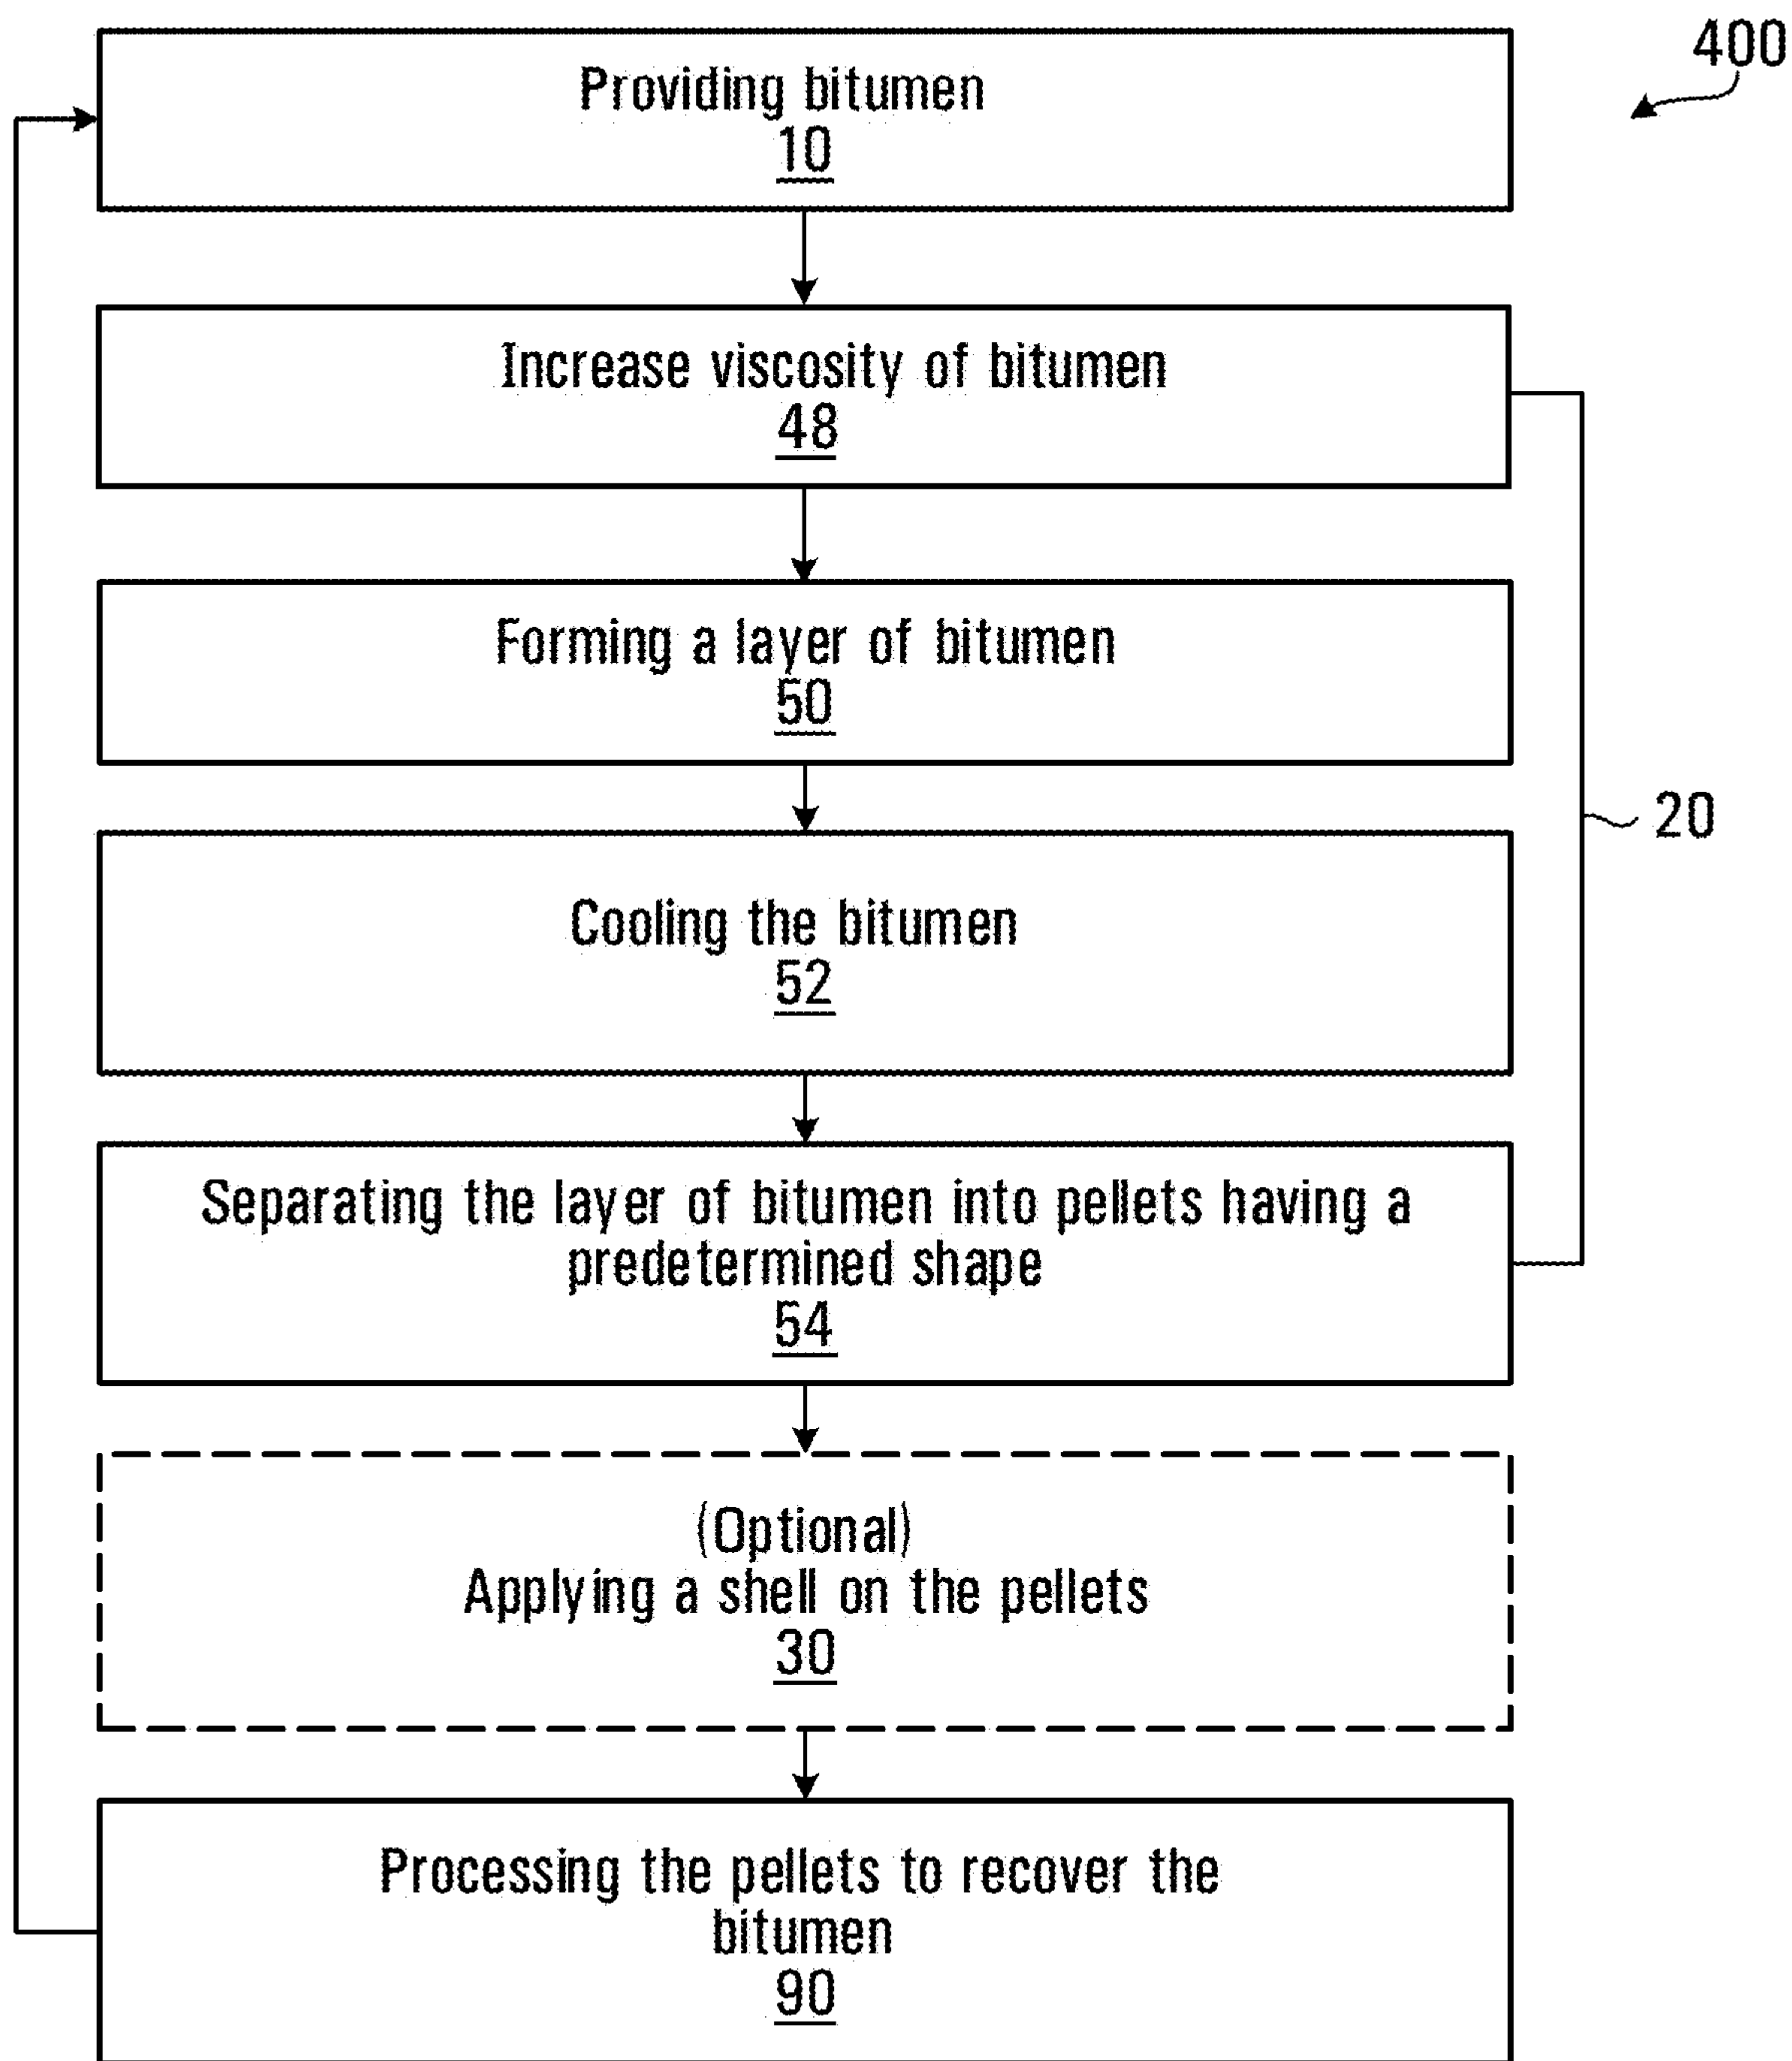 400
Providing bitumen
10
Increase viscosity of bitumen
48
Forming a layer of bitumen
50
20
Cooling the bitumen
52
Separating the layer of bitumen into pellets having a
predetermined shape
54
(Optional)
Applying a shell on the pellets
30
Processing the pellets to recover the
bitumen
90